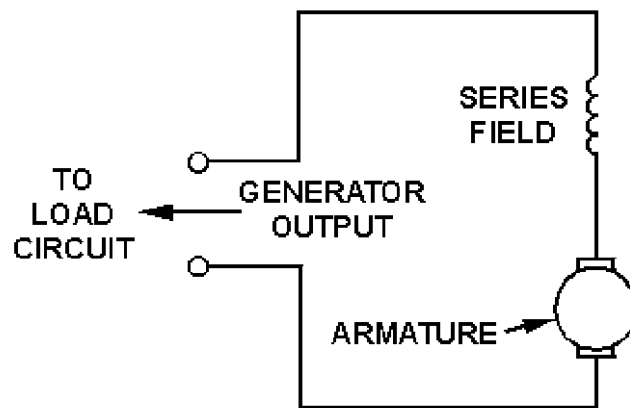 SERIES
FIELD
TO
LOAD
CIRCUIT
GENERATOR
OUTPUT
ARMATURE